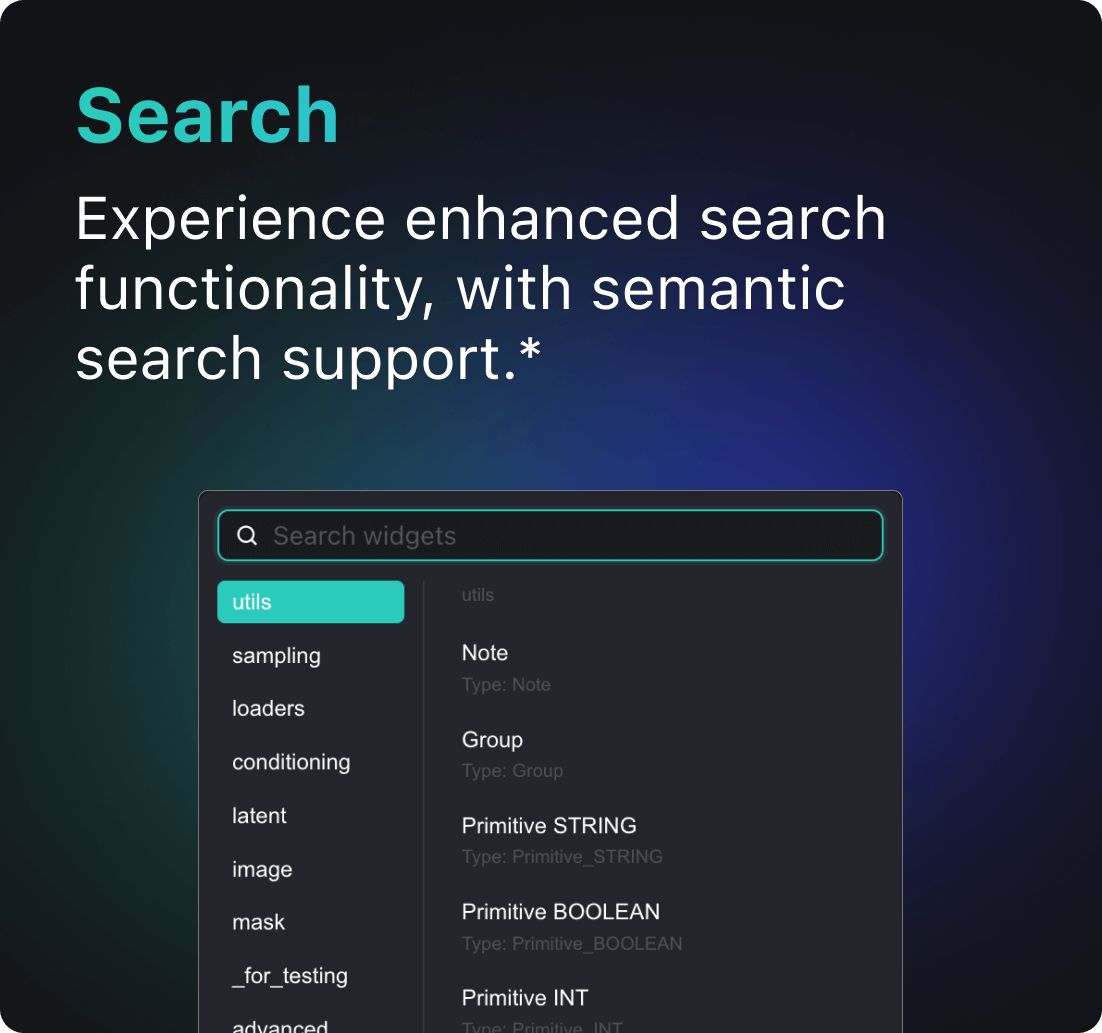 Search
Experience enhanced search
functionality, with semantic
search support.*
Search widgets
utils
sampling
loaders
conditioning
latent
image
mask
_for_testing
advanced
utils
Note
Type: Note
Group
Type: Group
Primitive STRING
Type: Primitive_STRING
Primitive BOOLEAN
Type: Primitive_BOOLEAN
Primitive INT
Type: Primitive_INT